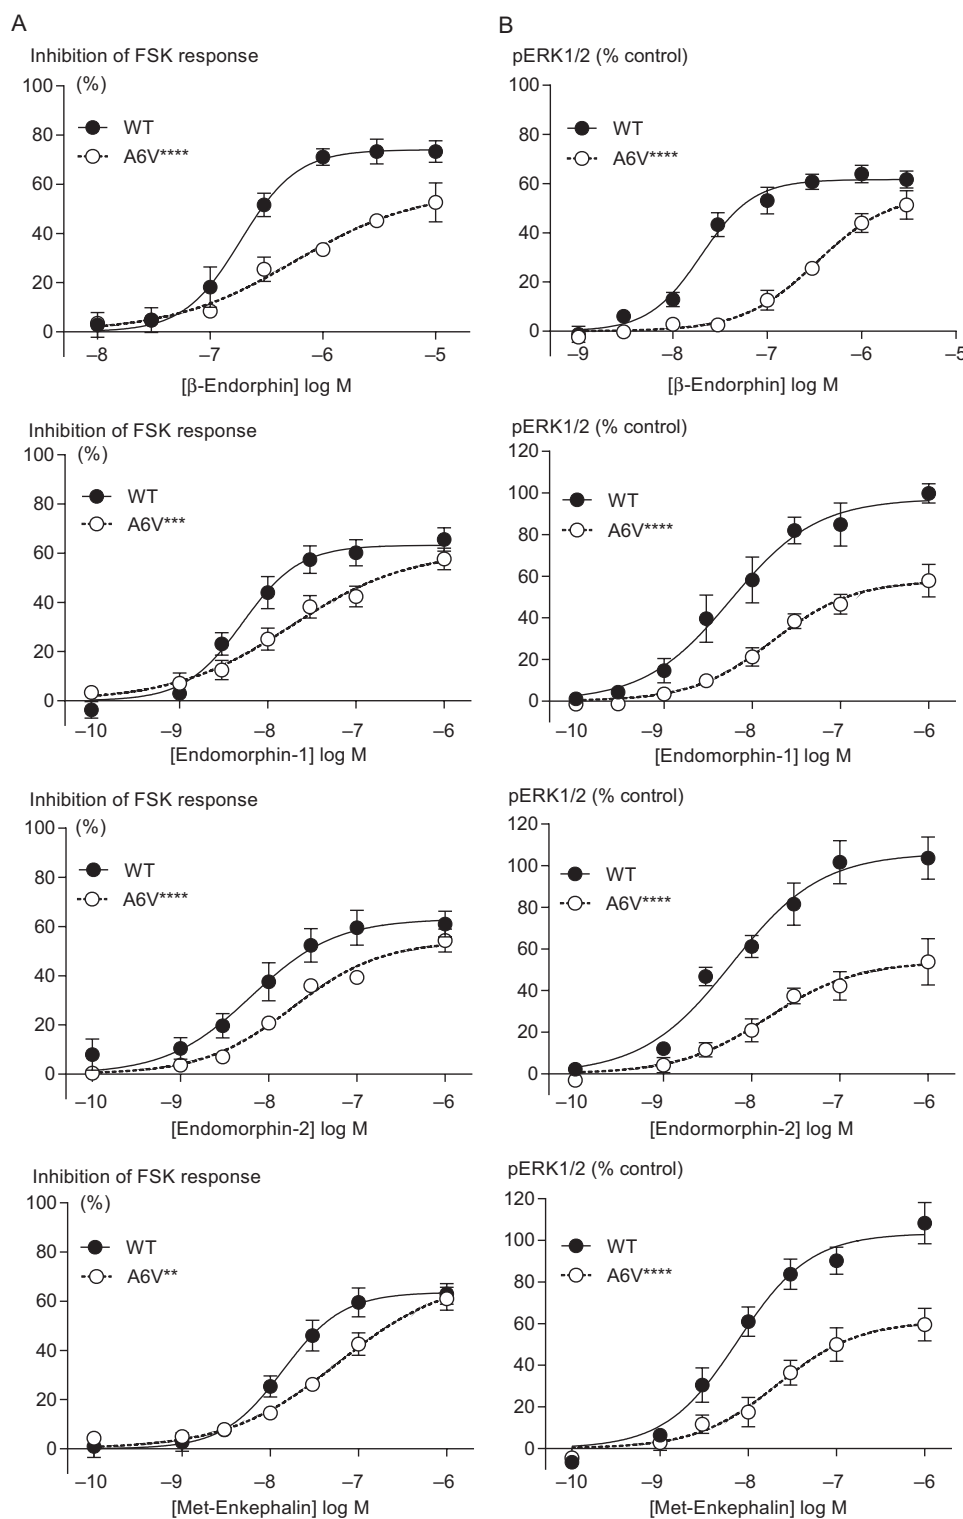 A
B
Inhibition of FSK response
(%)
100
80
60
40
20
0
WT
A6V****
–8
–7
–6
–5
[β-Endorphin] log M
pERK1/2 (% control)
100
80
60
40
20
0
WT
A6V****
–9
–8
–7
–6
–5
[β-Endorphin] log M
Inhibition of FSK response
(%)
100
80
60
40
20
0
WT
A6V***
–10
–9
–8
–7
–6
[Endomorphin-1] log M
pERK1/2 (% control)
120
100
80
60
40
20
0
WT
A6V****
–10
–9
–8
–7
–6
[Endomorphin-1] log M
Inhibition of FSK response
(%)
100
80
60
40
20
0
WT
A6V****
–10
–9
–8
–7
–6
[Endomorphin-2] log M
pERK1/2 (% control)
120
100
80
60
40
20
0
WT
A6V****
–10
–9
–8
–7
–6
[Endormorphin-2] log M
Inhibition of FSK response
(%)
100
80
60
40
20
0
WT
A6V**
–10
–9
–8
–7
–6
[Met-Enkephalin] log M
pERK1/2 (% control)
120
100
80
60
40
20
0
WT
A6V****
–10
–9
–8
–7
–6
[Met-Enkephalin] log M